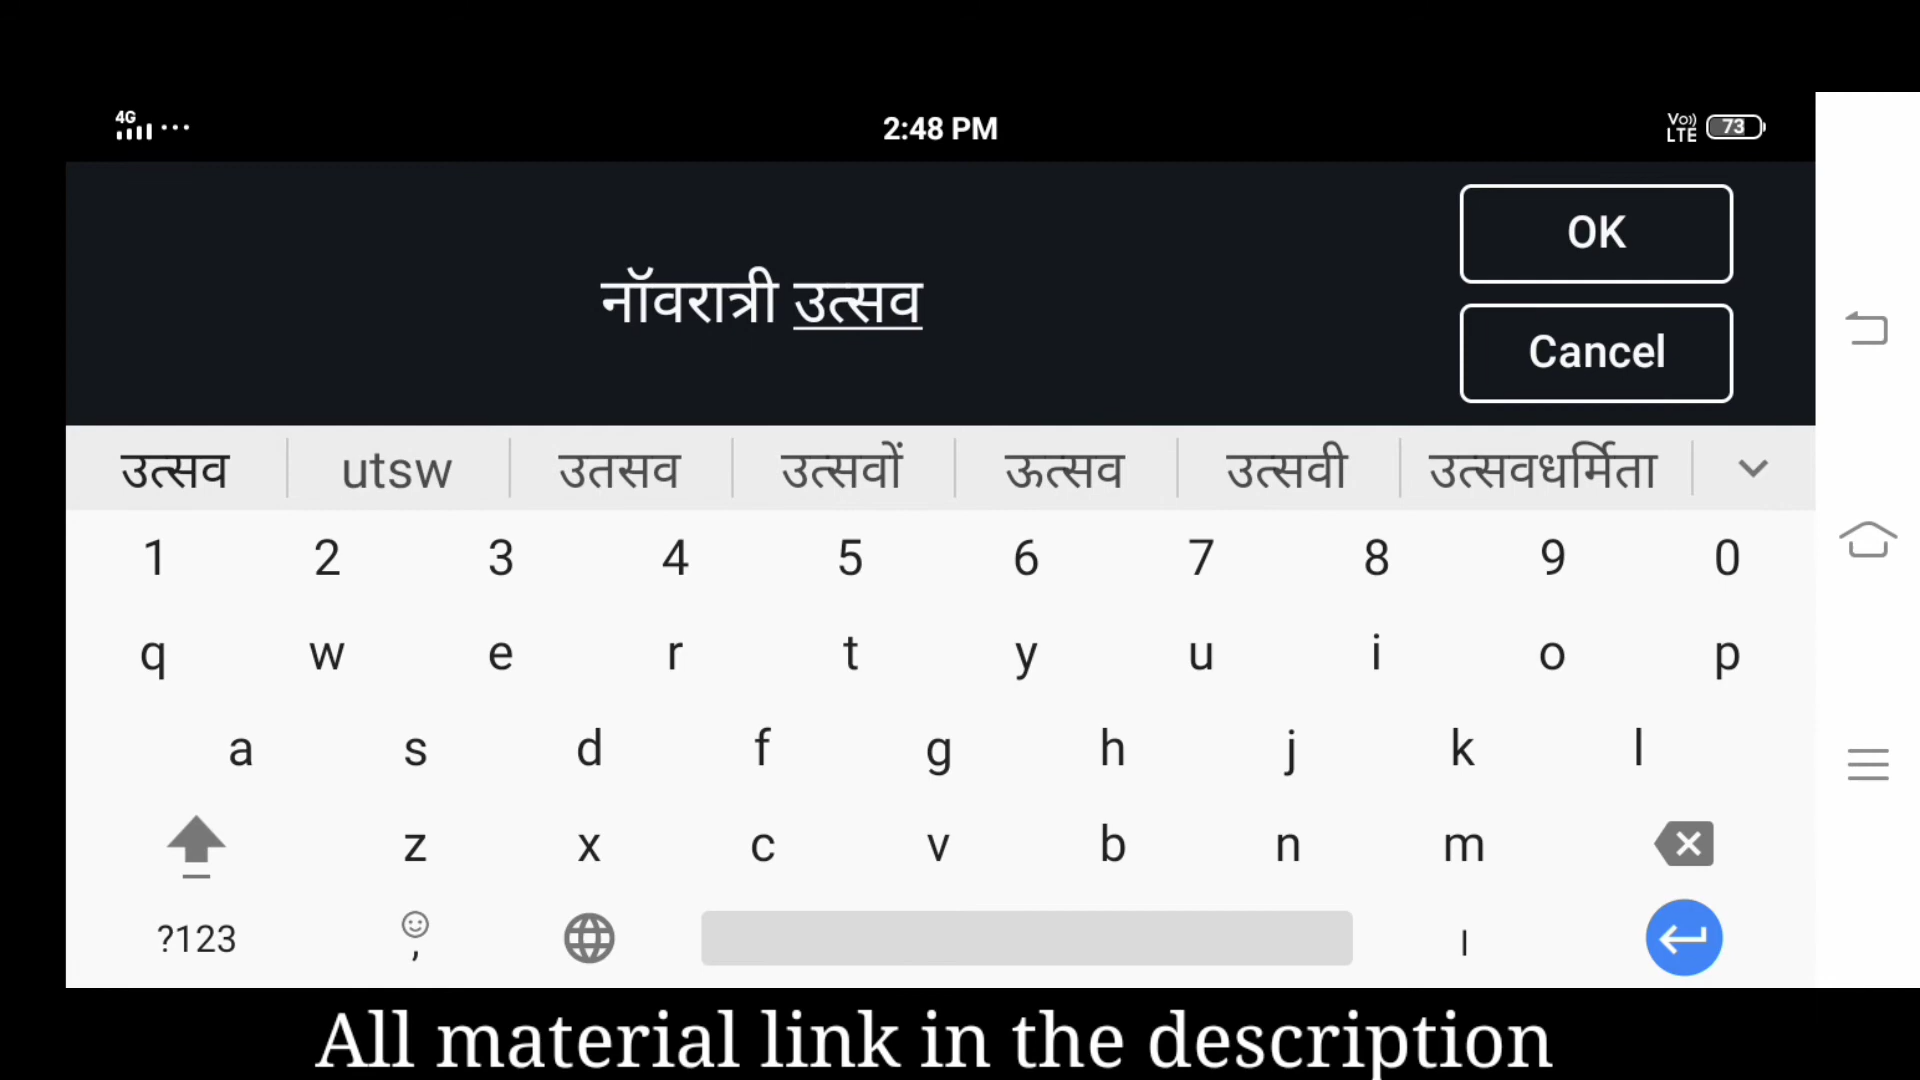 4G 2:48 PM Vo)) LTE 73
OK
नॉवरात्री उत्सव
Cancel
उत्सव utsw उतसव उत्सवों ऊत्सव उत्सवी उत्सवधर्मिता
1 2 3 4 5 6 7 8 9 0
q w e r t y u i o p
a s d f g h j k l
z x c v b n m
?123 , ।
All material link in the description